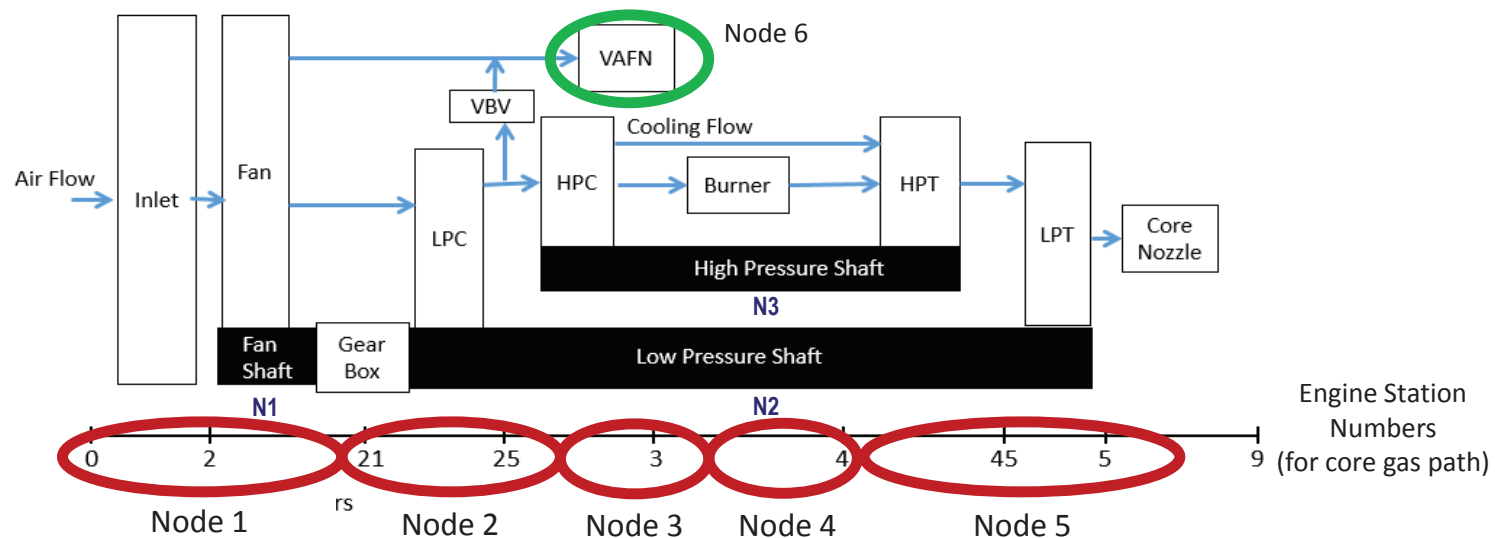 Node 6
VAFN
VBV
Cooling Flow
Air Flow
Inlet
Fan
LPC
HPC
Burner
HPT
LPT
Core
Nozzle
High Pressure Shaft
N3
Fan
Shaft
Gear
Box
Low Pressure Shaft
N1
N2
Engine Station
Numbers
(for core gas path)
0 2 21 25 3 4 45 5 9
rs
Node 1 Node 2 Node 3 Node 4 Node 5